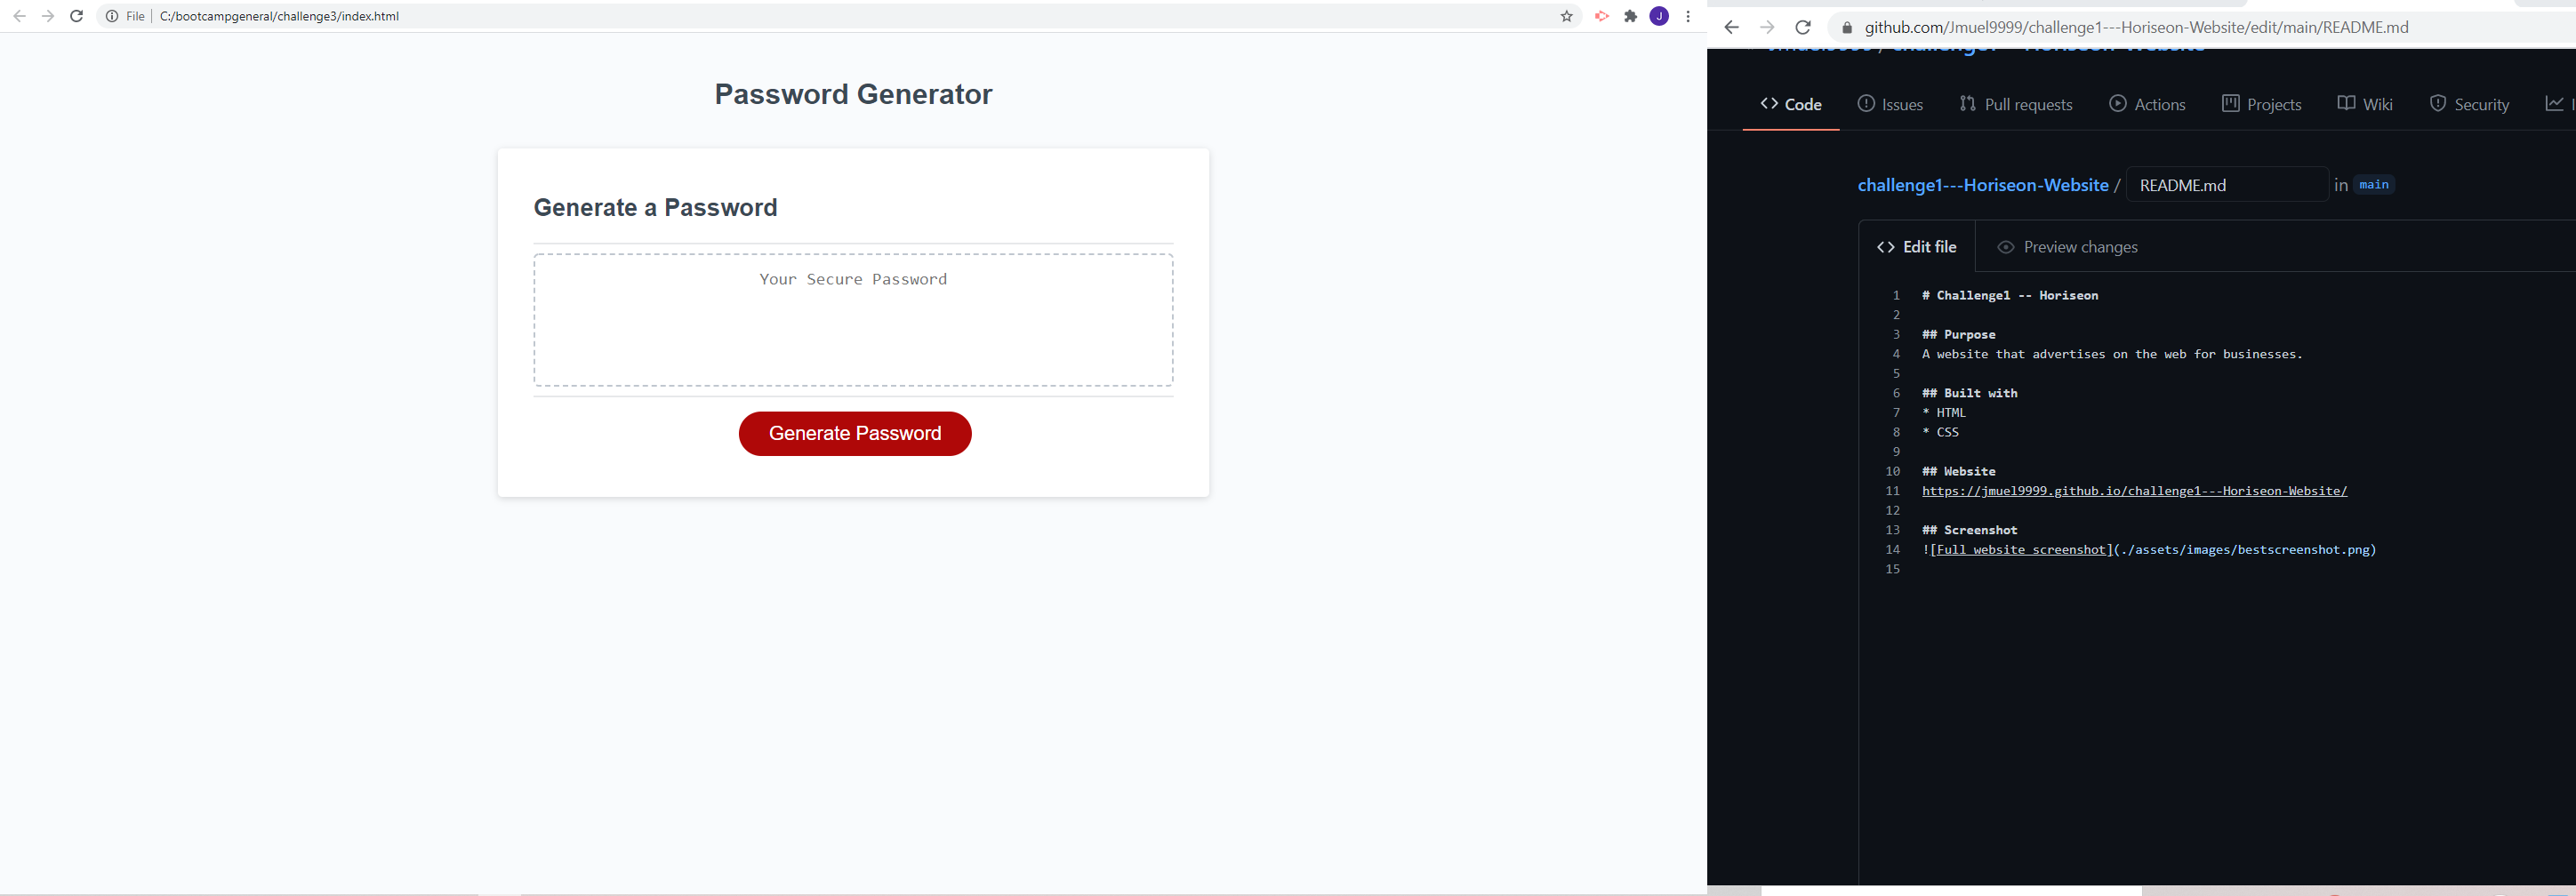 File C:/bootcampgeneral/challenge3/index.html
J
Password Generator
Generate a Password
Your Secure Password
Generate Password
github.com/Jmuel9999/challenge1---Horiseon-Website/edit/main/README.md
Jmuel9999 / challenge1---Horiseon-Website
Code Issues Pull requests Actions Projects Wiki Security
challenge1---Horiseon-Website / README.md in main
Edit file Preview changes
1 # Challenge1 -- Horiseon
2
3 ## Purpose
4 A website that advertises on the web for businesses.
5
6 ## Built with
7 * HTML
8 * CSS
9
10 ## Website
11 https://jmuel9999.github.io/challenge1---Horiseon-Website/
12
13 ## Screenshot
14 ![Full website screenshot](./assets/images/bestscreenshot.png)
15